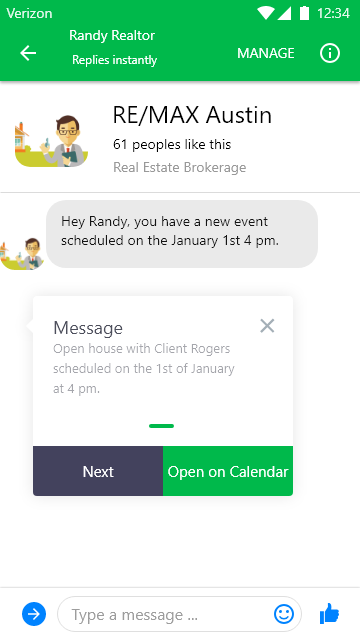 Verizon
12:34
Randy Realtor
Replies instantly
MANAGE
RE/MAX Austin
61 peoples like this
Real Estate Brokerage
Hey Randy, you have a new event
scheduled on the January 1st 4 pm.
Message
Open house with Client Rogers
scheduled on the 1st of January
at 4 pm.
Next
Open on Calendar
Type a message ...